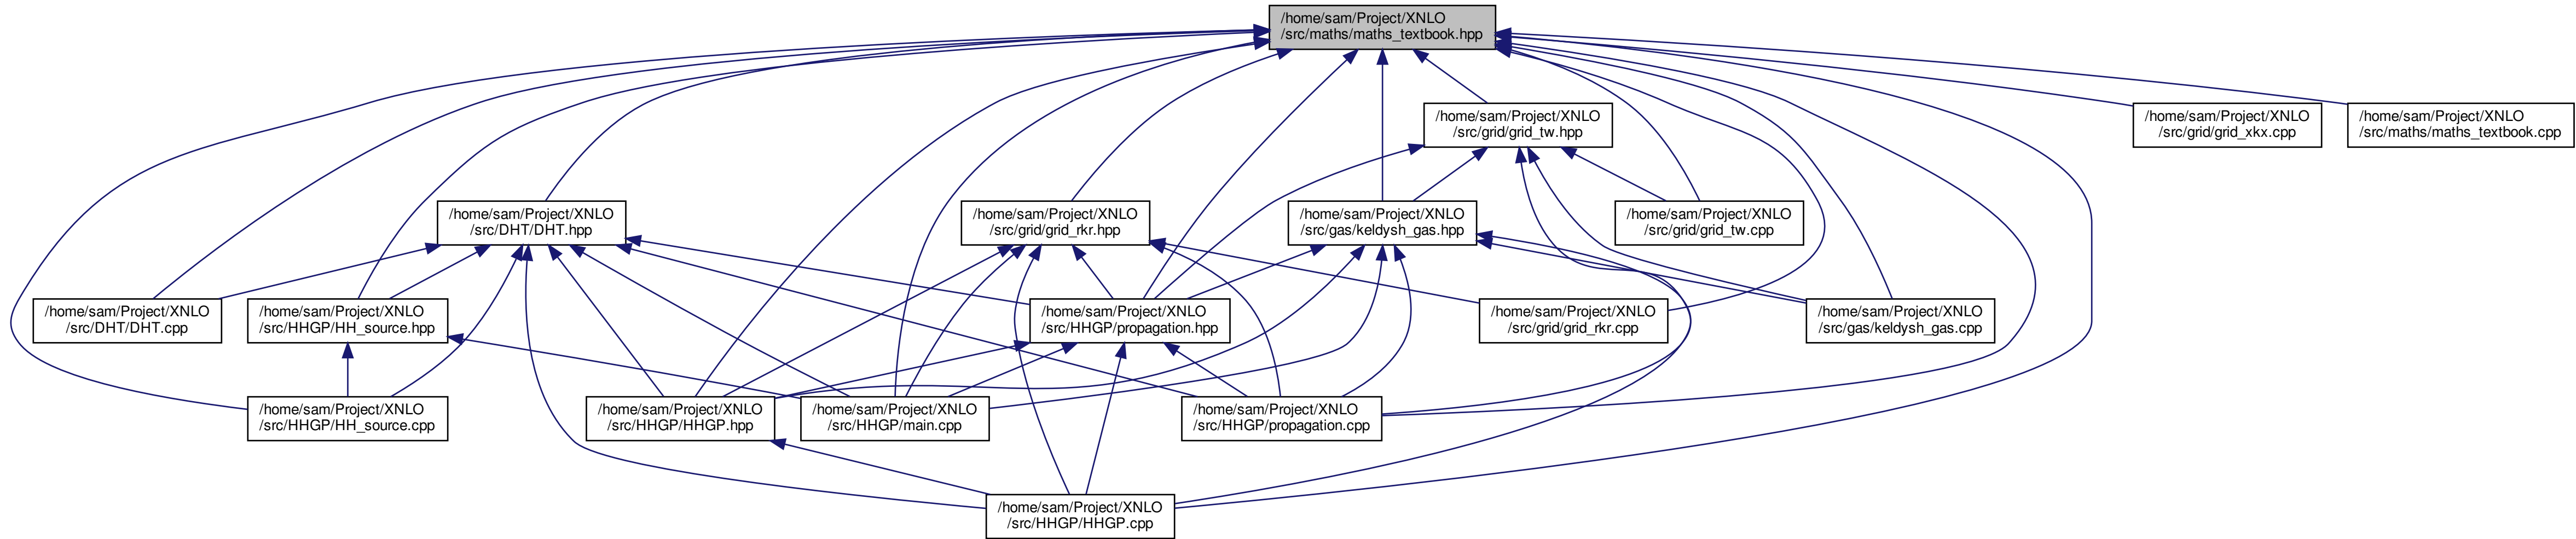 /home/sam/Project/XNLO
/src/maths/maths_textbook.hpp
/home/sam/Project/XNLO
/src/grid/grid_tw.hpp
/home/sam/Project/XNLO
/src/grid/grid_xkx.cpp
/home/sam/Project/XNLO
/src/maths/maths_textbook.cpp
/home/sam/Project/XNLO
/src/DHT/DHT.hpp
/home/sam/Project/XNLO
/src/grid/grid_rkr.hpp
/home/sam/Project/XNLO
/src/gas/keldysh_gas.hpp
/home/sam/Project/XNLO
/src/grid/grid_tw.cpp
/home/sam/Project/XNLO
/src/DHT/DHT.cpp
/home/sam/Project/XNLO
/src/HHGP/HH_source.hpp
/home/sam/Project/XNLO
/src/HHGP/propagation.hpp
/home/sam/Project/XNLO
/src/grid/grid_rkr.cpp
/home/sam/Project/XNLO
/src/gas/keldysh_gas.cpp
/home/sam/Project/XNLO
/src/HHGP/HH_source.cpp
/home/sam/Project/XNLO
/src/HHGP/HHGP.hpp
/home/sam/Project/XNLO
/src/HHGP/main.cpp
/home/sam/Project/XNLO
/src/HHGP/propagation.cpp
/home/sam/Project/XNLO
/src/HHGP/HHGP.cpp